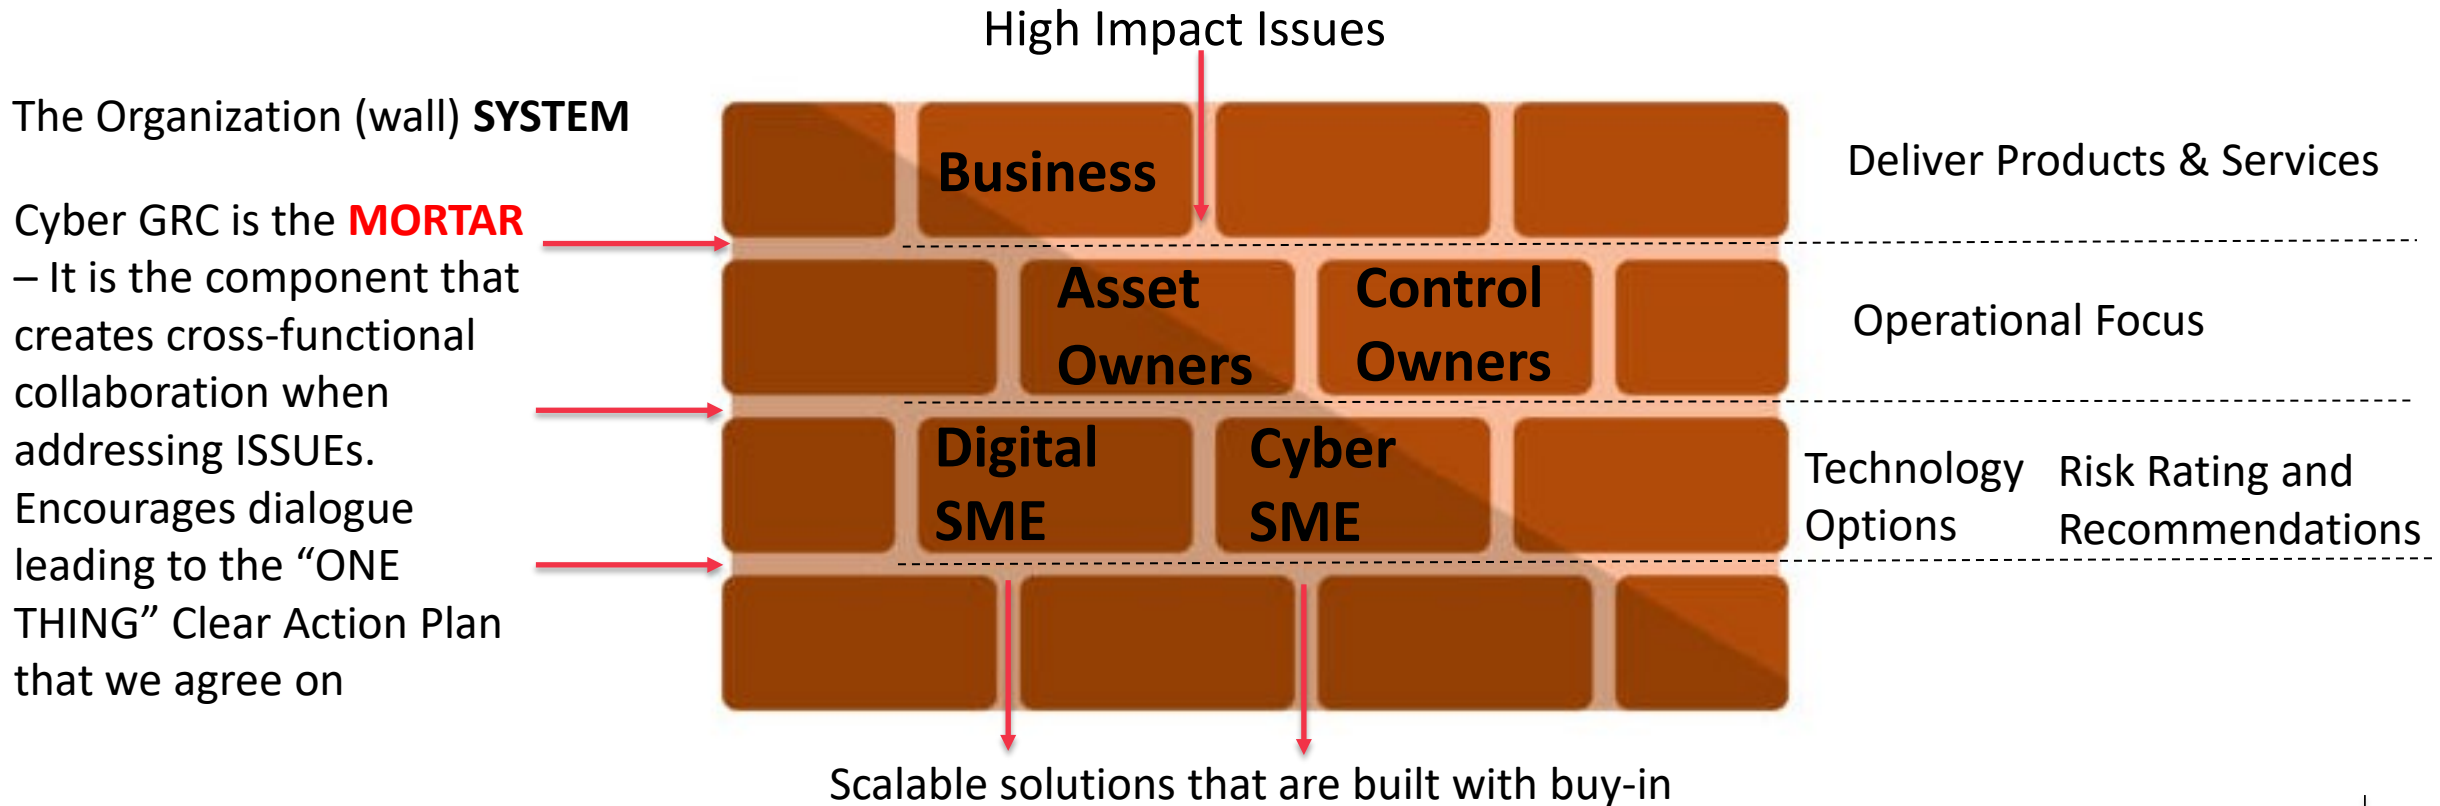 High Impact Issues
The Organization (wall) SYSTEM
Cyber GRC is the MORTAR
– It is the component that
creates cross-functional
collaboration when
addressing ISSUEs.
Encourages dialogue
leading to the “ONE
THING” Clear Action Plan
that we agree on
Business
Deliver Products & Services
Asset
Owners
Control
Owners
Operational Focus
Digital
SME
Cyber
SME
Technology
Options
Risk Rating and
Recommendations
Scalable solutions that are built with buy-in